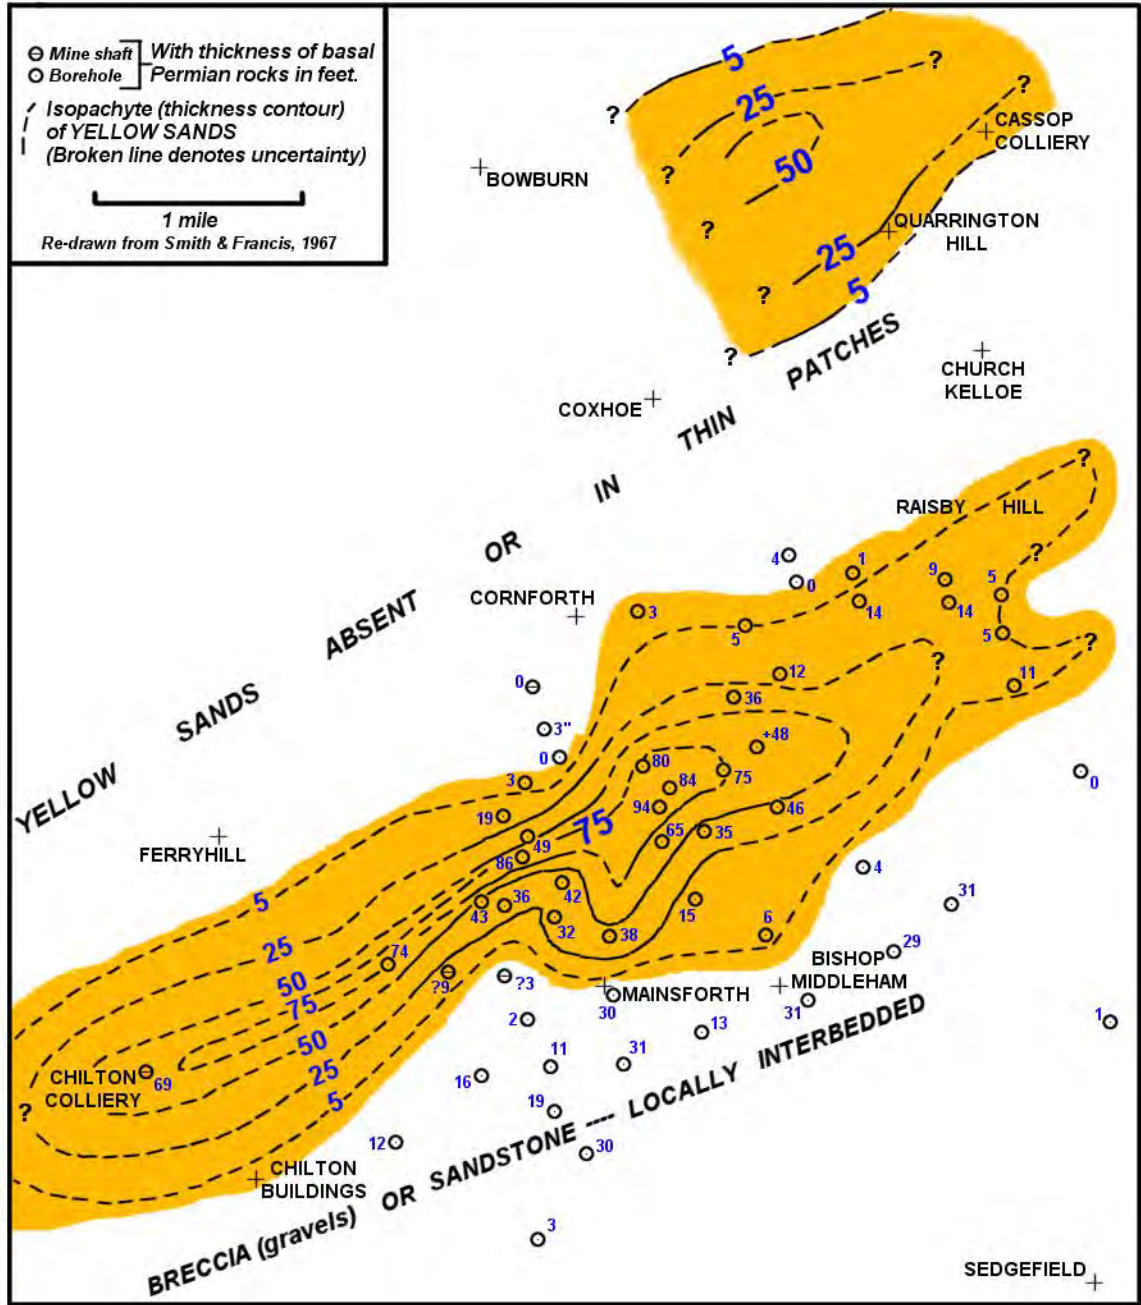 Mine shaft
Borehole
With thickness of basal
Permian rocks in feet.
Isopachyte (thickness contour)
of YELLOW SANDS
(Broken line denotes uncertainty)
1 mile
Re-drawn from Smith & Francis, 1967
5
?
?
25
?
CASSOP
COLLIERY
BOWBURN
?
50
?
QUARRINGTON
HILL
25
?
5
?
PATCHES
CHURCH
KELLOE
COXHOE
THIN
IN
OR
ABSENT
SANDS
YELLOW
?
RAISBY HILL
?
4
0
1
14
9
14
5
5
CORNFORTH
3
5
?
?
11
12
36
0
3"
0
+48
80
84
75
0
3
94
46
19
75
35
65
49
86
FERRYHILL
4
42
36
43
32
15
31
5
38
6
29
25
74
BISHOP
MIDDLEHAM
50
?9
?3
MAINSFORTH
75
30
31
1
2
13
50
11
31
CHILTON
COLLIERY
69
25
16
?
5
19
12
30
CHILTON
BUILDINGS
BRECCIA (gravels) OR SANDSTONE ---- LOCALLY INTERBEDDED
3
SEDGEFIELD